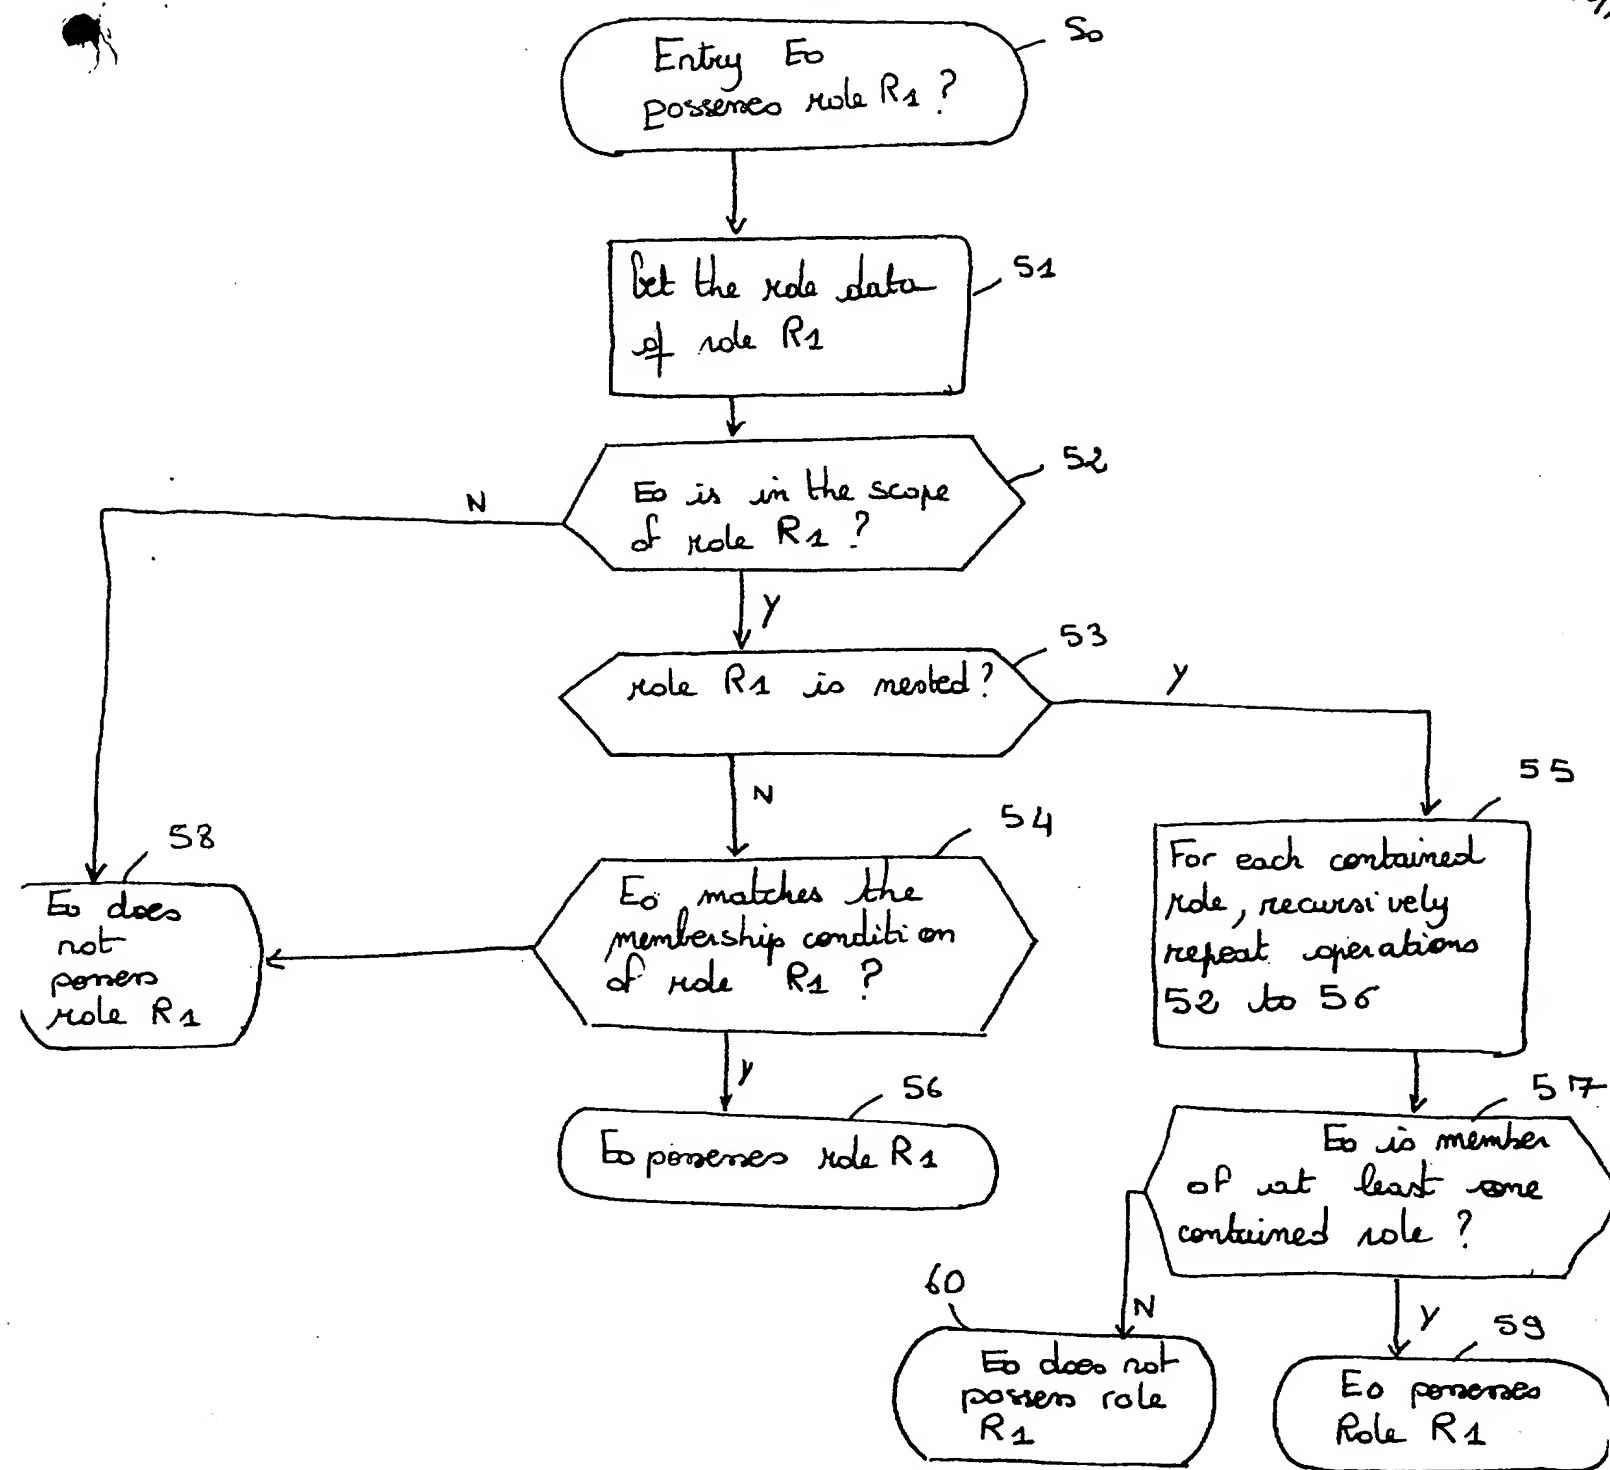 Entry E0
possesses role R1 ?
50
Get the role data
of role R1
51
E0 is in the scope
of role R1 ?
52
N
Y
role R1 is nested?
53
Y
N
55
For each contained
role, recursively
repeat operations
52 to 56
54
E0 matches the
membership condition
of role R1 ?
58
E0 does
not
possess
role R1
Y
56
E0 possesses role R1
57
E0 is member
of at least one
contained role ?
N
Y
60
E0 does not
possess role
R1
59
E0 possesses
Role R1